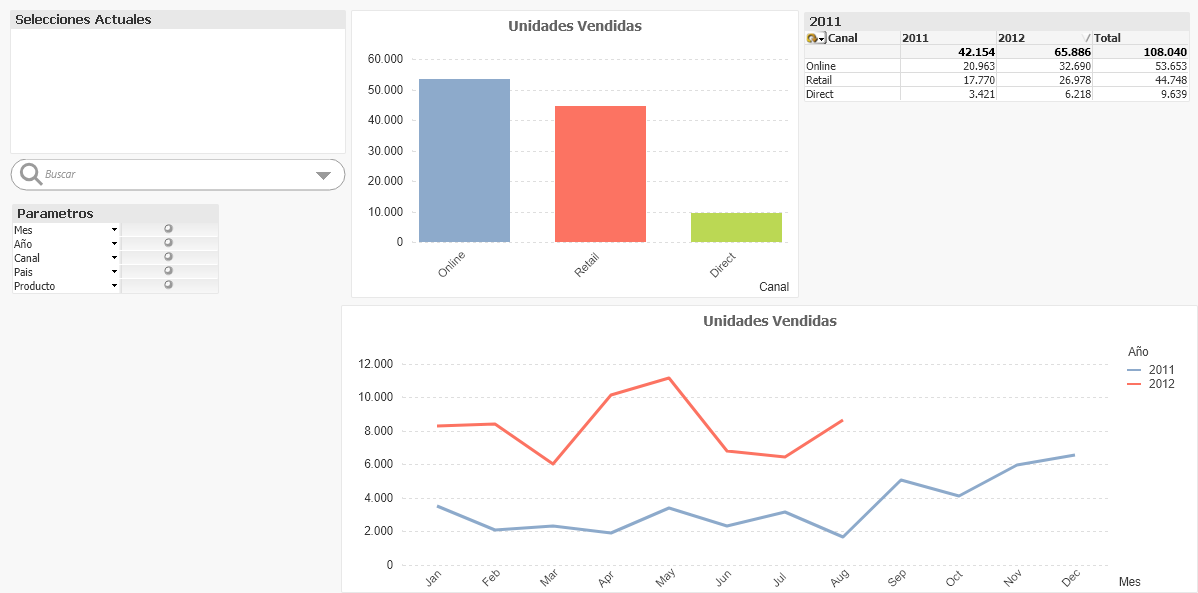 Selecciones Actuales
Buscar
Parametros
Mes
Año
Canal
Pais
Producto
Unidades Vendidas
60.000
50.000
40.000
30.000
20.000
10.000
0
Online
Retail
Direct
Canal
2011
Canal 2011 2012 Total
42.154 65.886 108.040
Online 20.963 32.690 53.653
Retail 17.770 26.978 44.748
Direct 3.421 6.218 9.639
Unidades Vendidas
12.000
10.000
8.000
6.000
4.000
2.000
0
Jan Feb Mar Apr May Jun Jul Aug Sep Oct Nov Dec
Mes
Año
2011
2012